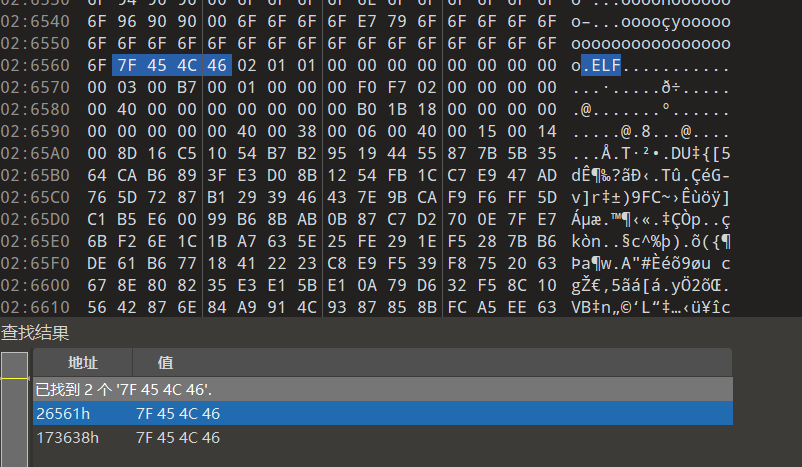 02:6540 6F 96 90 90 00 6F 6F 6F E7 79 6F 6F 6F 6F 6F 6F o–...ooooçyooooo
02:6550 6F 6F 6F 6F 6F 6F 6F 6F 6F 6F 6F 6F 6F 6F 6F 6F oooooooooooooooo
02:6560 6F 7F 45 4C 46 02 01 01 00 00 00 00 00 00 00 00 o.ELF...........
02:6570 00 03 00 B7 00 01 00 00 00 F0 F7 02 00 00 00 00 ...·.....ð÷.....
02:6580 00 40 00 00 00 00 00 00 00 B0 1B 18 00 00 00 00 .@.......°......
02:6590 00 00 00 00 00 40 00 38 00 06 00 40 00 15 00 14 .....@.8...@....
02:65A0 00 8D 16 C5 10 54 B7 B2 95 19 44 55 87 7B 5B 35 ...Å.T·²•.DU‡{[5
02:65B0 64 CA B6 89 3F E3 D0 8B 12 54 FB 1C C7 E9 47 AD dÊ¶‰?ãÐ‹.Tû.ÇéG-
02:65C0 76 5D 72 87 B1 29 39 46 43 7E 9B CA F9 F6 FF 5D v]r‡±)9FC~›Êùöÿ]
02:65D0 C1 B5 E6 00 99 B6 8B AB 0B 87 C7 D2 70 0E 7F E7 Áµæ.™¶‹«.‡ÇÒp..ç
02:65E0 6B F2 6E 1C 1B A7 63 5E 25 FE 29 1E F5 28 7B B6 kòn..§c^%þ).õ({¶
02:65F0 DE 61 B6 77 18 41 22 23 C8 E9 F5 39 F8 75 20 63 Þa¶w.A"#Èéõ9øu c
02:6600 67 8E 80 82 35 E3 E1 5B E1 0A 79 D6 32 F5 8C 10 gŽ€‚5ãá[á.yÖ2õŒ.
02:6610 56 42 87 6E 84 A9 91 4C 93 87 85 8B FC A5 EE 63 VB‡n„©‘L“‡…‹ü¥îc
查找结果
地址 值
已找到 2 个 '7F 45 4C 46'.
26561h 7F 45 4C 46
173638h 7F 45 4C 46